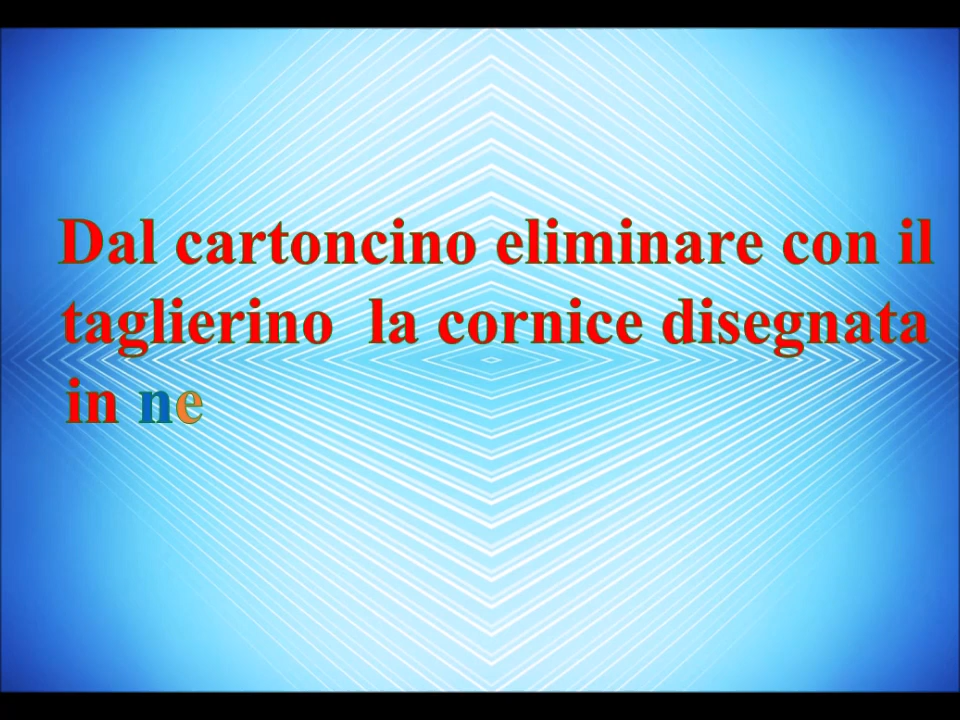 Dal cartoncino eliminare con il
taglierino la cornice disegnata
in ne